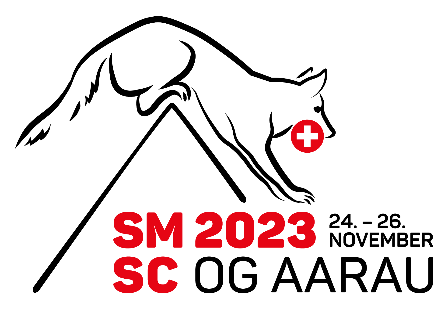 SM 2023 24. – 26. NOVEMBER
SC OG AARAU